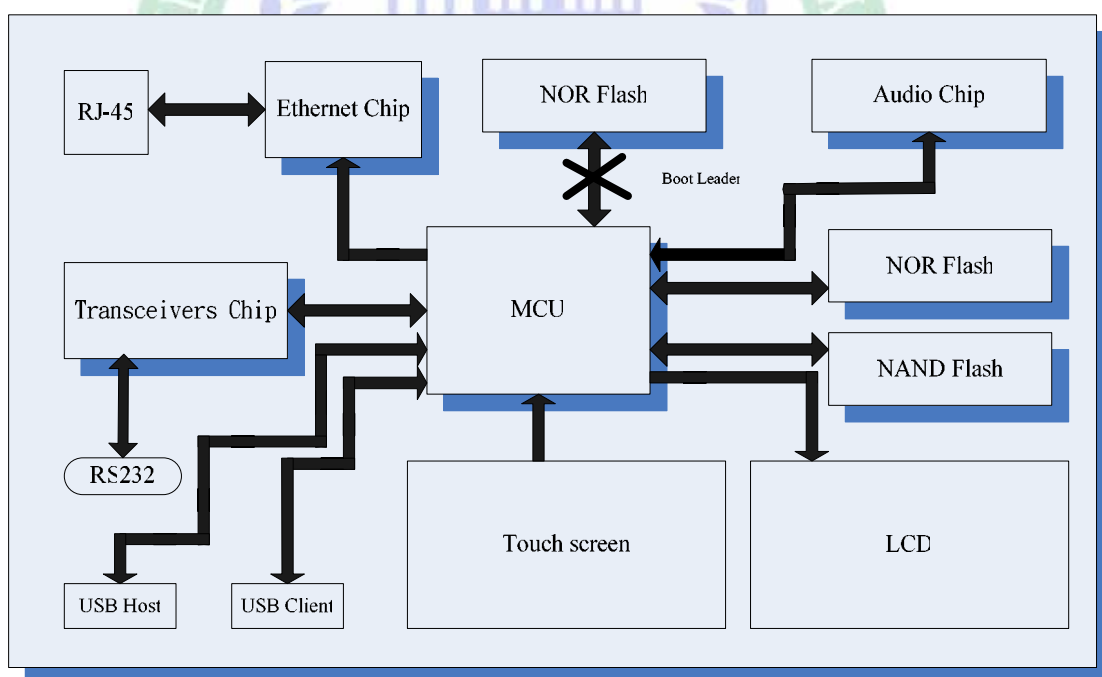 RJ-45
Ethernet Chip
NOR Flash
Audio Chip
Boot Leader
Transceivers Chip
MCU
NOR Flash
NAND Flash
RS232
Touch screen
LCD
USB Host
USB Client